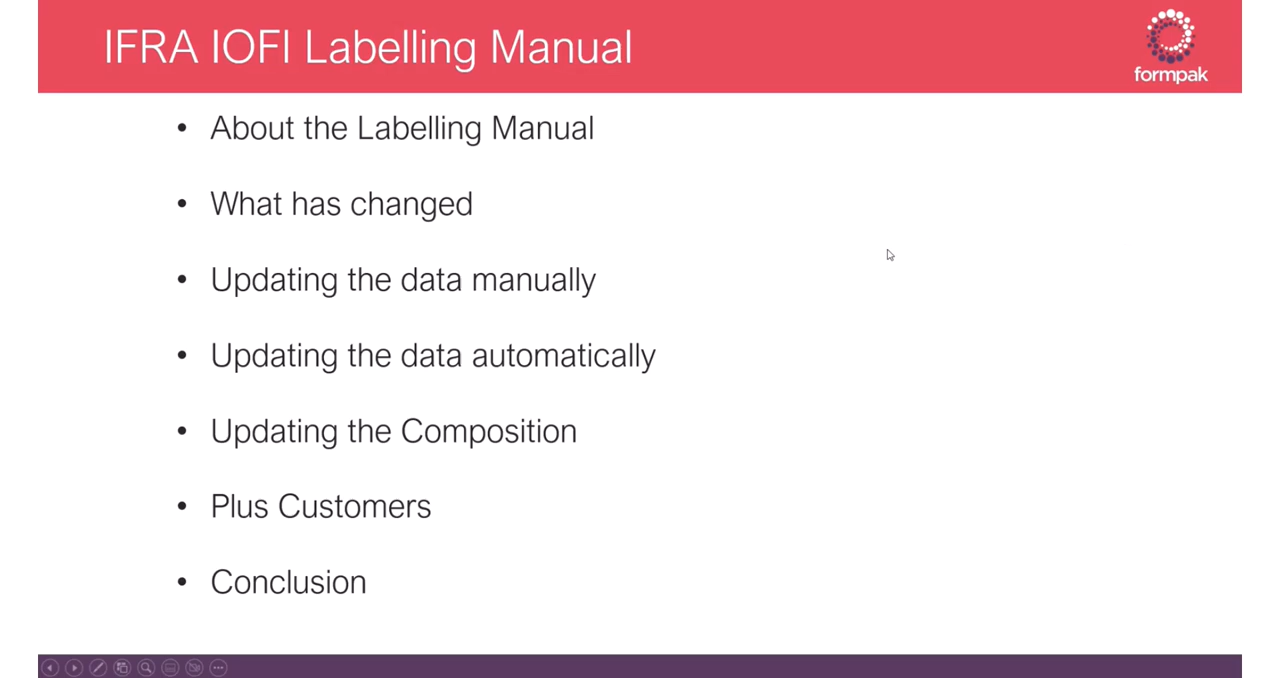 IFRA IOFI Labelling Manual
formpak
• About the Labelling Manual
• What has changed
• Updating the data manually
• Updating the data automatically
• Updating the Composition
• Plus Customers
• Conclusion